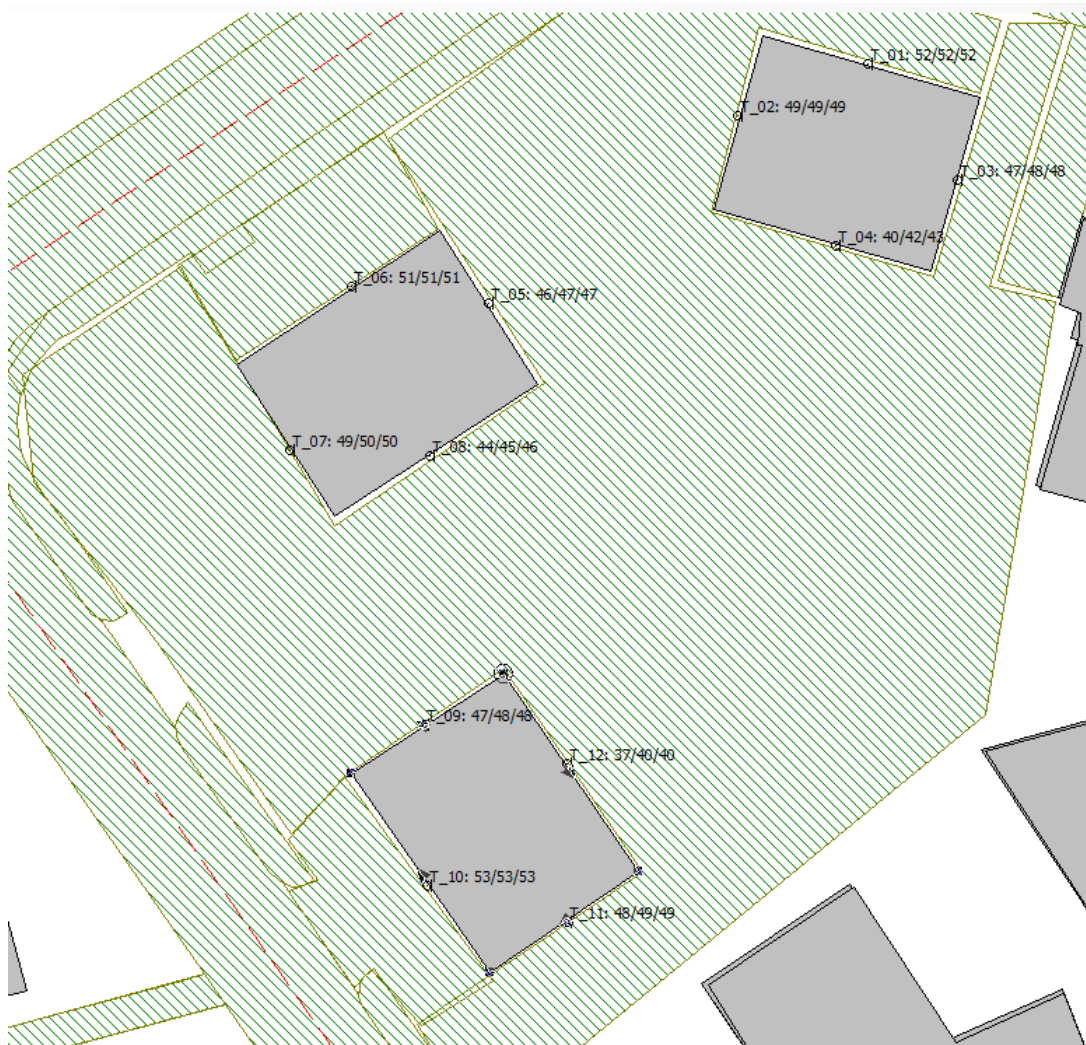 T_01: 52/52/52
T_02: 49/49/49
T_03: 47/48/48
T_04: 40/42/43
T_06: 51/51/51
T_05: 46/47/47
T_07: 49/50/50
T_08: 44/45/46
T_09: 47/48/48
T_12: 37/40/40
T_10: 53/53/53
T_11: 48/49/49